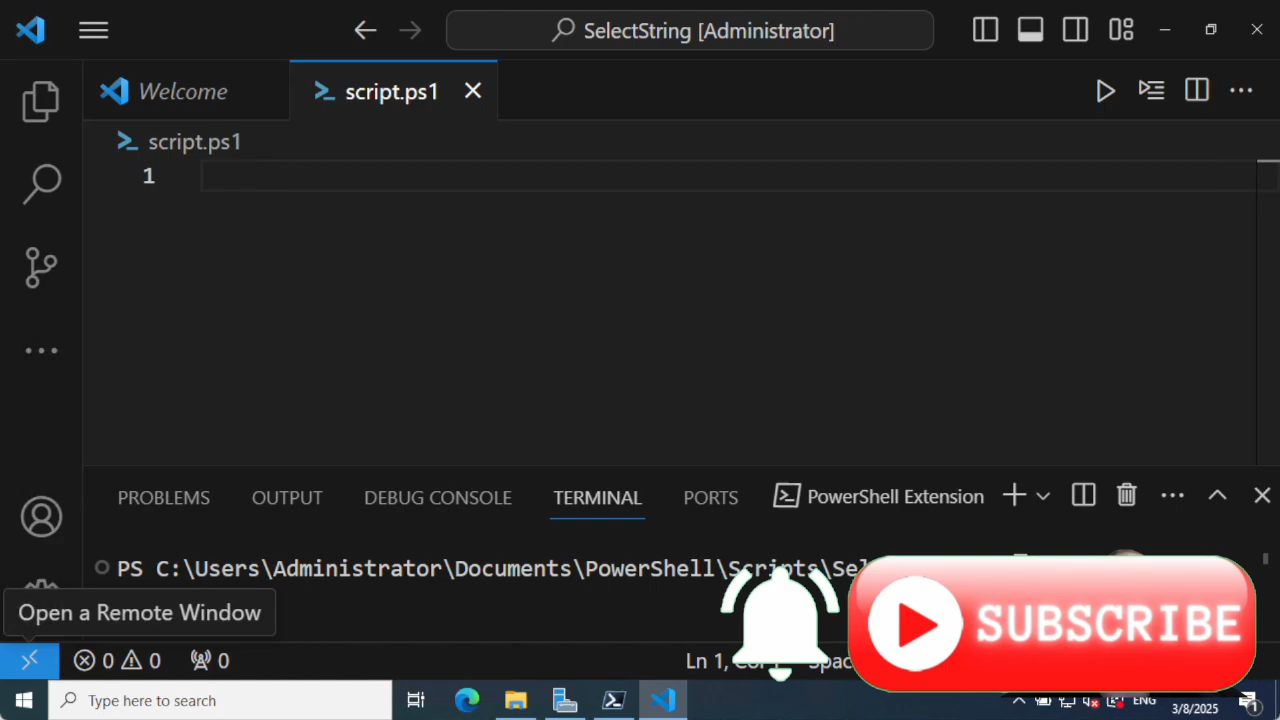 SelectString [Administrator]
Welcome
script.ps1
script.ps1
1
PROBLEMS OUTPUT DEBUG CONSOLE TERMINAL PORTS PowerShell Extension
PS C:\Users\Administrator\Documents\PowerShell\Scripts\Sel
Open a Remote Window
SUBSCRIBE
0 0 0
Ln 1,
Type here to search
ENG
3/8/2025
1